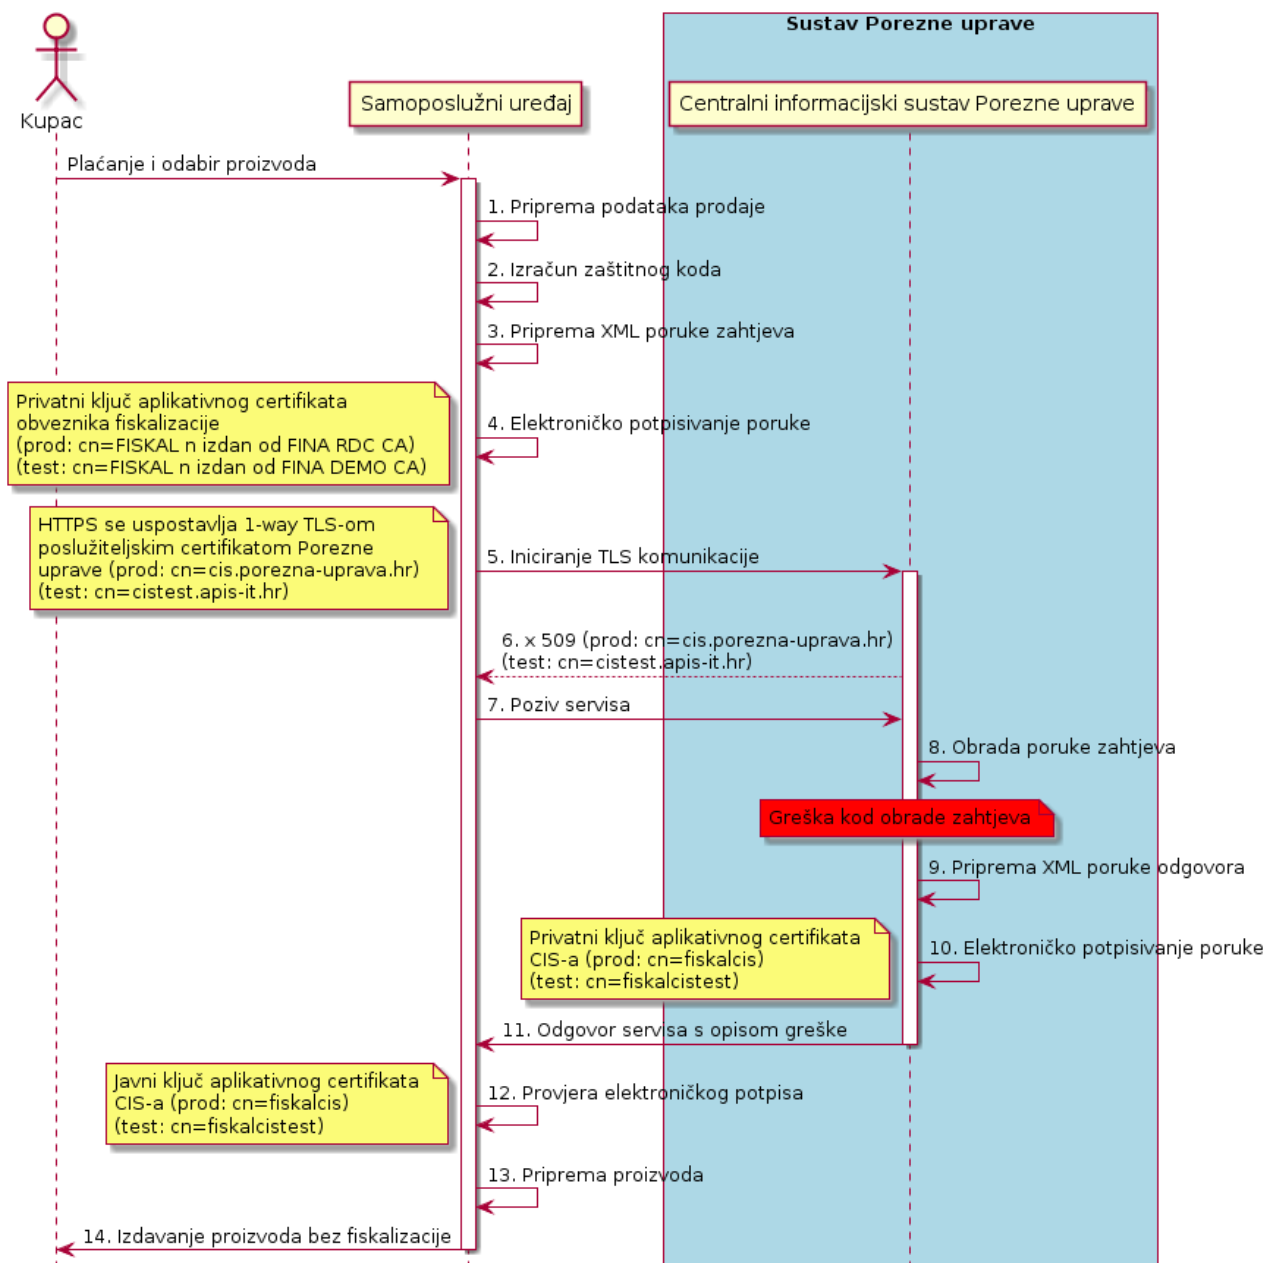 Sustav Porezne uprave
Kupac
Samoposlužni uređaj
Centralni informacijski sustav Porezne uprave
Plaćanje i odabir proizvoda
1. Priprema podataka prodaje
2. Izračun zaštitnog koda
3. Priprema XML poruke zahtjeva
Privatni ključ aplikativnog certifikata
obveznika fiskalizacije
(prod: cn=FISKAL n izdan od FINA RDC CA)
(test: cn=FISKAL n izdan od FINA DEMO CA)
4. Elektroničko potpisivanje poruke
HTTPS se uspostavlja 1-way TLS-om
poslužiteljskim certifikatom Porezne
uprave (prod: cn=cis.porezna-uprava.hr)
(test: cn=cistest.apis-it.hr)
5. Iniciranje TLS komunikacije
6. x 509 (prod: cn=cis.porezna-uprava.hr)
(test: cn=cistest.apis-it.hr)
7. Poziv servisa
8. Obrada poruke zahtjeva
Greška kod obrade zahtjeva
9. Priprema XML poruke odgovora
Privatni ključ aplikativnog certifikata
CIS-a (prod: cn=fiskalcis)
(test: cn=fiskalcistest)
10. Elektroničko potpisivanje poruke
11. Odgovor servisa s opisom greške
Javni ključ aplikativnog certifikata
CIS-a (prod: cn=fiskalcis)
(test: cn=fiskalcistest)
12. Provjera elektroničkog potpisa
13. Priprema proizvoda
14. Izdavanje proizvoda bez fiskalizacije